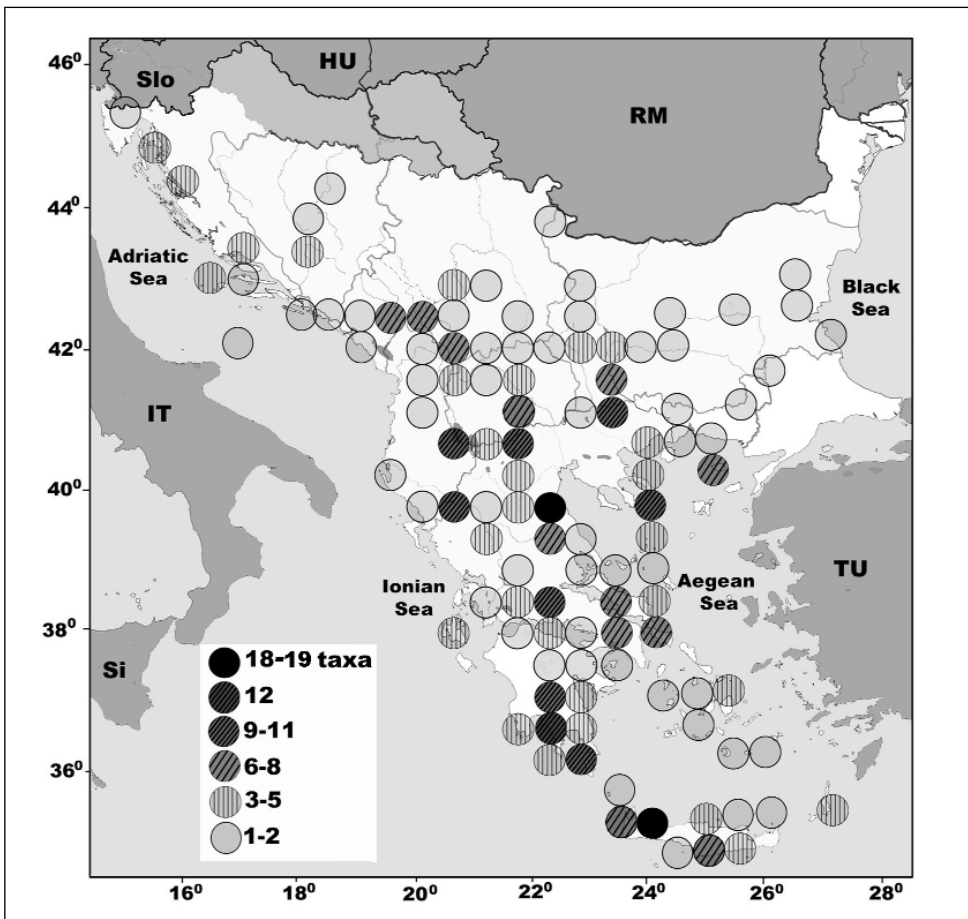 46⁰
HU
Slo
RM
44⁰
Adriatic
Sea
Black
Sea
42⁰
IT
40⁰
Ionian
Sea
Aegean
Sea
TU
38⁰
Si
18-19 taxa
12
9-11
6-8
3-5
1-2
36⁰
16⁰ 18⁰ 20⁰ 22⁰ 24⁰ 26⁰ 28⁰